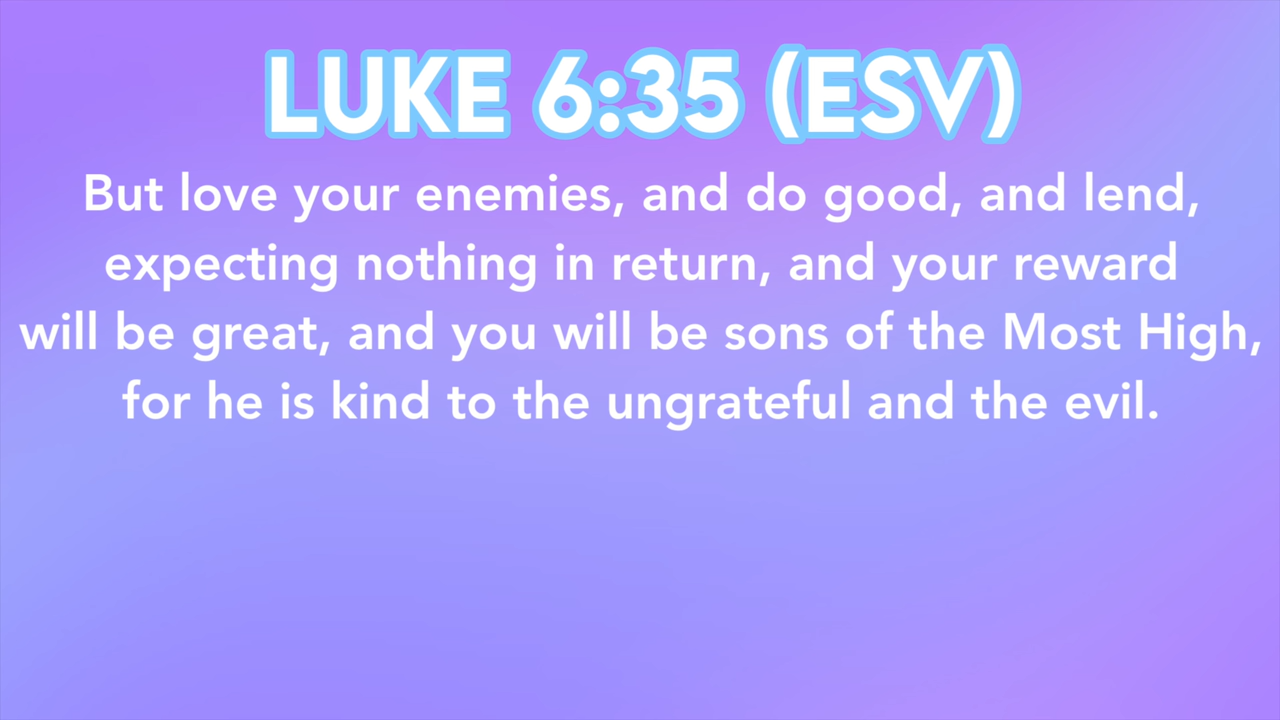 LUKE 6:35 (ESV)
But love your enemies, and do good, and lend,
expecting nothing in return, and your reward
will be great, and you will be sons of the Most High,
for he is kind to the ungrateful and the evil.